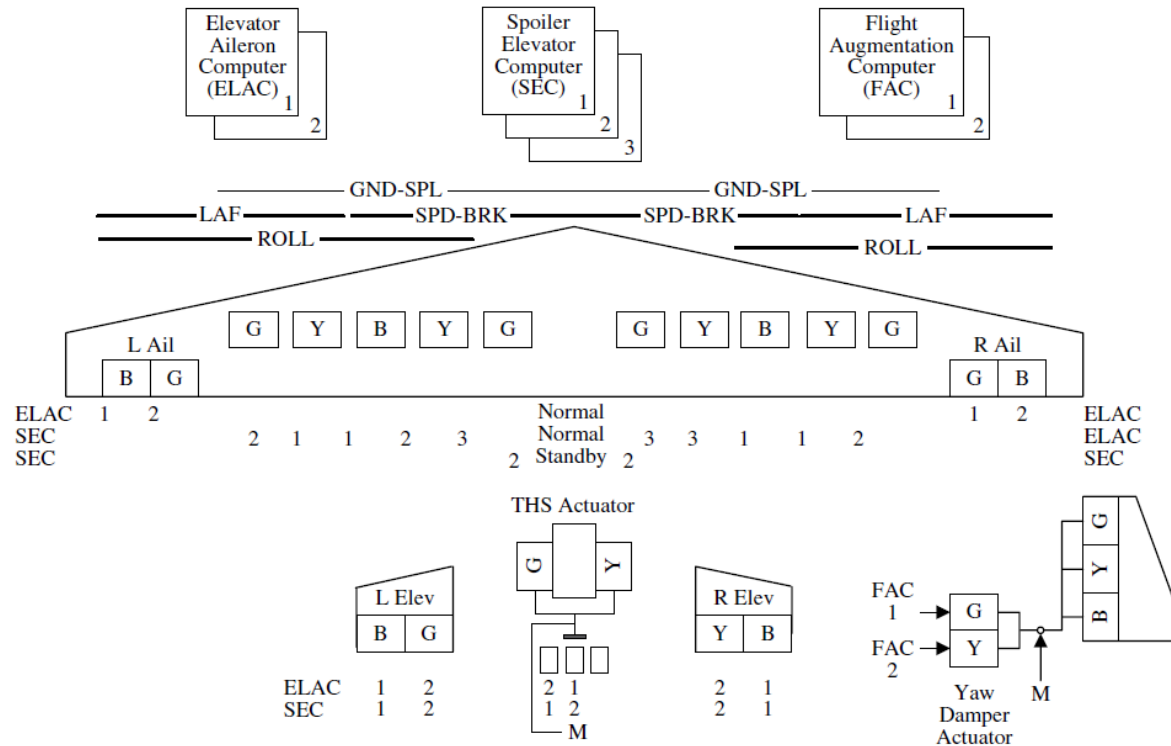 Elevator
Aileron
Computer
(ELAC)
1
2
Spoiler
Elevator
Computer
(SEC)
1
2
3
Flight
Augmentation
Computer
(FAC)
1
2
GND-SPL GND-SPL
LAF SPD-BRK SPD-BRK LAF
ROLL ROLL
G Y B Y G G Y B Y G
L Ail R Ail
B G G B
ELAC 1 2 Normal 1 2 ELAC
SEC 2 1 1 2 3 Normal 3 3 1 1 2 ELAC
SEC 2 Standby 2 SEC
THS Actuator
G Y
L Elev
B G
R Elev
Y B
ELAC 1 2 2 1 2 1
SEC 1 2 1 2 2 1
M
G
Y
B
FAC
1
G
FAC
2
Y
M
Yaw
Damper
Actuator